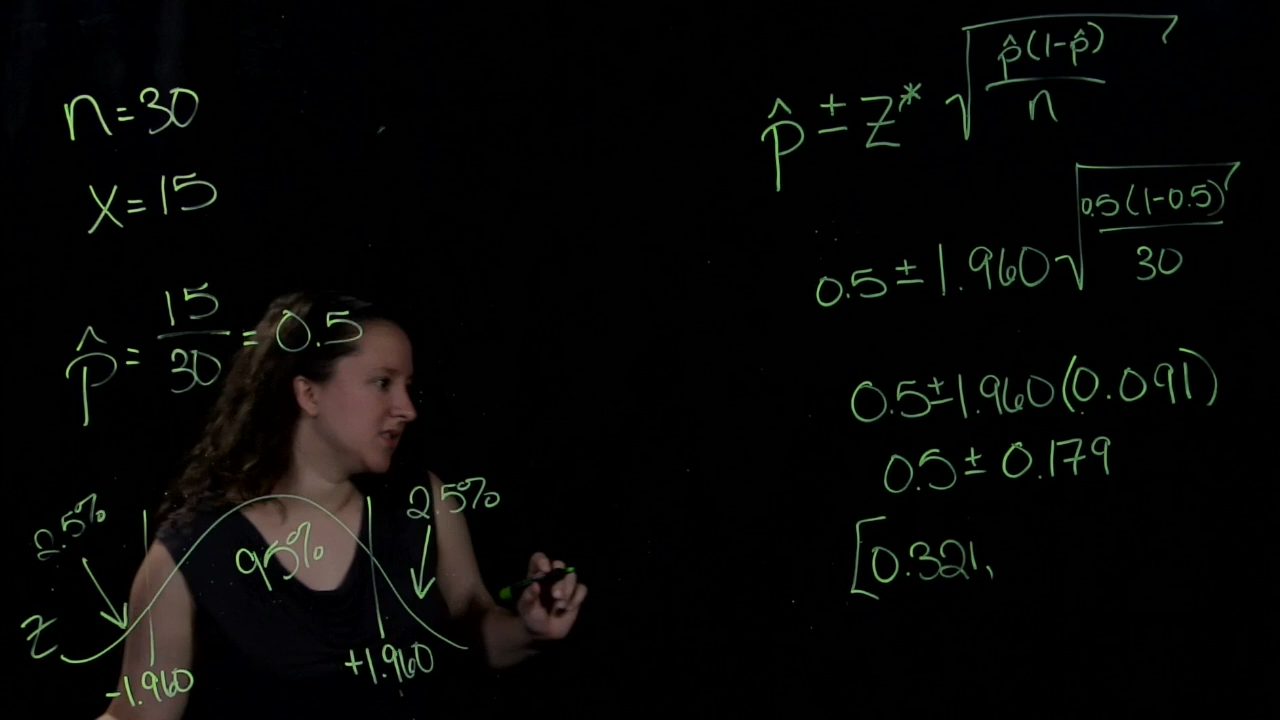 n=30
x=15
p̂ = 15/30 = 0.5
2.5%
95%
2.5%
Z
-1.960
+1.960
p̂ ± Z* √(p̂(1-p̂)/n)
0.5 ± 1.960 √(0.5(1-0.5)/30)
0.5 ± 1.960(0.091)
0.5 ± 0.179
[0.321,